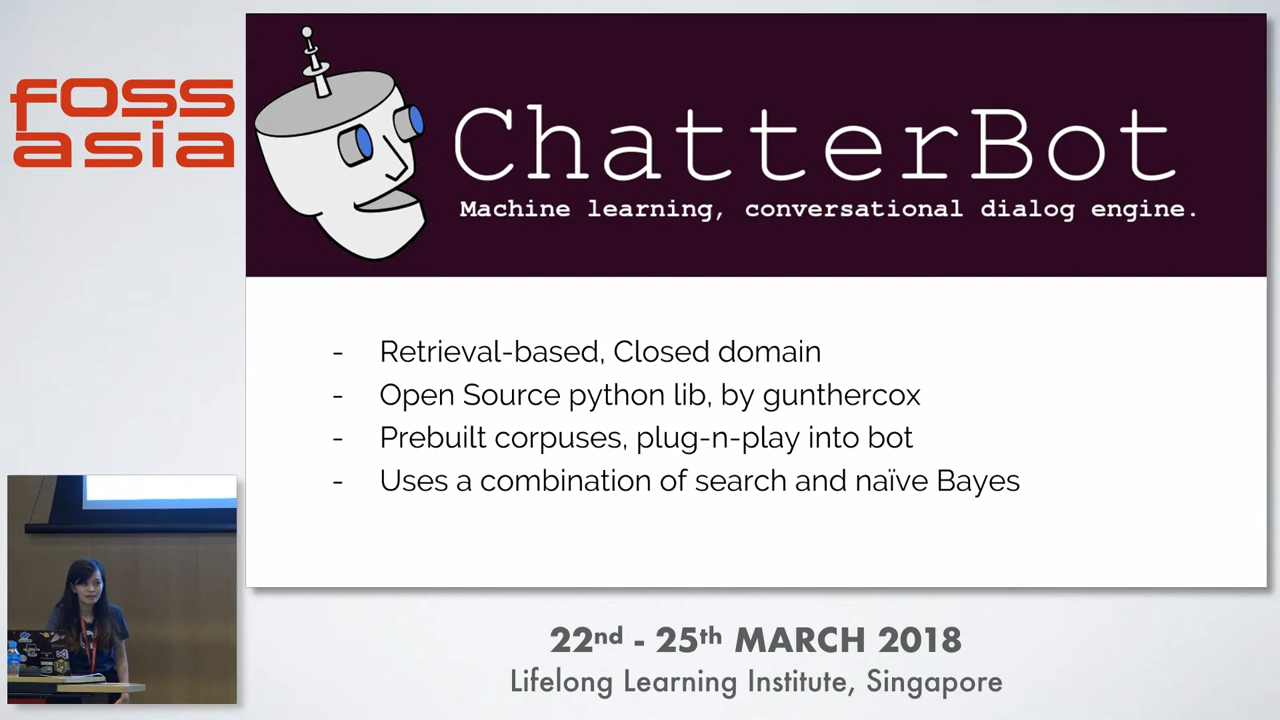 foss
asia
ChatterBot
Machine learning, conversational dialog engine.
- Retrieval-based, Closed domain
- Open Source python lib, by gunthercox
- Prebuilt corpuses, plug-n-play into bot
- Uses a combination of search and naïve Bayes
22nd - 25th MARCH 2018
Lifelong Learning Institute, Singapore